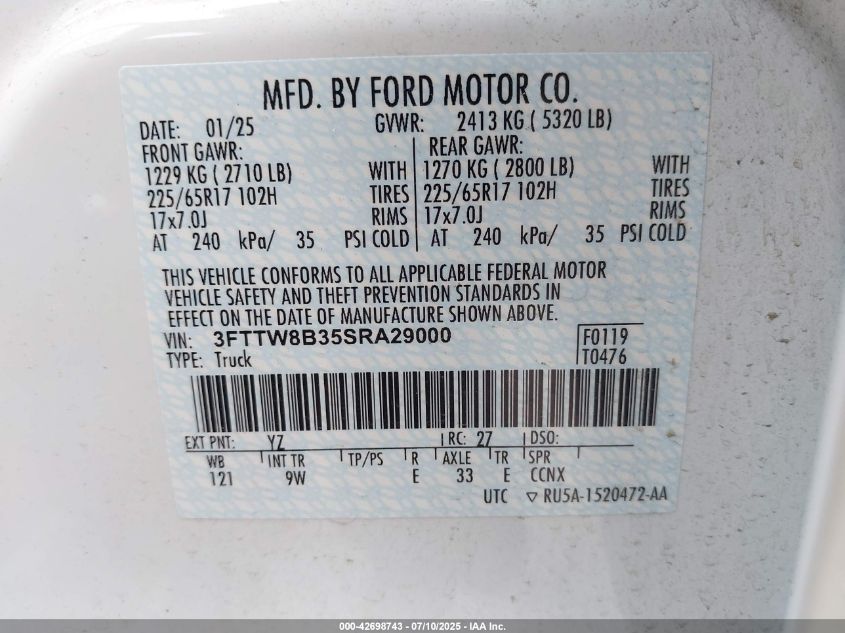 MFD. BY FORD MOTOR CO.
DATE: 01/25 GVWR: 2413 KG ( 5320 LB)
FRONT GAWR: REAR GAWR:
1229 KG ( 2710 LB) WITH 1270 KG ( 2800 LB) WITH
225/65R17 102H TIRES 225/65R17 102H TIRES
17x7.0J RIMS 17x7.0J RIMS
AT 240 kPa/ 35 PSI COLD AT 240 kPa/ 35 PSI COLD
THIS VEHICLE CONFORMS TO ALL APPLICABLE FEDERAL MOTOR
VEHICLE SAFETY AND THEFT PREVENTION STANDARDS IN
EFFECT ON THE DATE OF MANUFACTURE SHOWN ABOVE.
VIN: 3FTTW8B35SRA29000 F0119
TYPE: Truck T0476
EXT PNT: YZ RC: 27 DSO:
WB INT TR TP/PS R AXLE TR SPR
121 9W E 33 E CCNX
UTC ▽ RU5A-1520472-AA
000-42698743 / 07/10/2025 - IAA Inc.